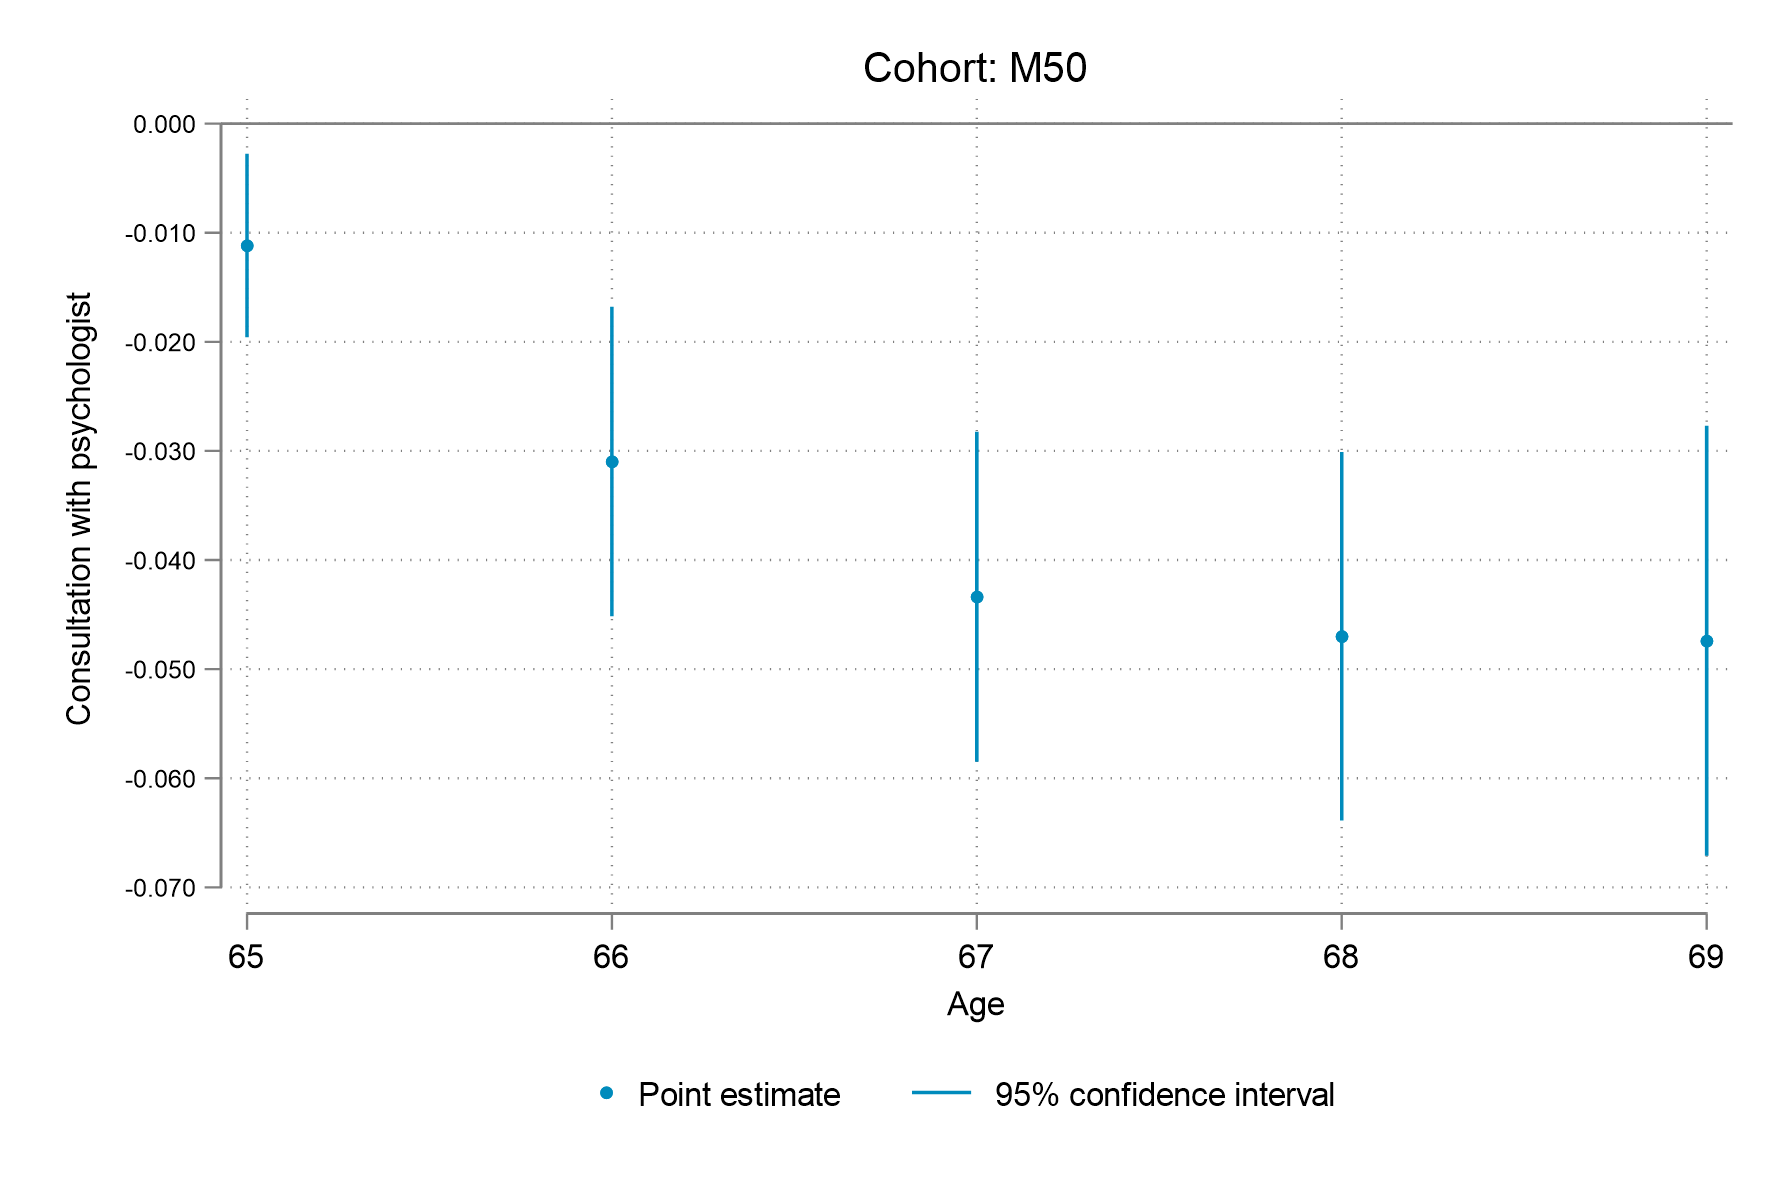 Cohort: M50
0.000
-0.010
-0.020
-0.030
-0.040
-0.050
-0.060
-0.070
Consultation with psychologist
65 66 67 68 69
Age
Point estimate 95% confidence interval